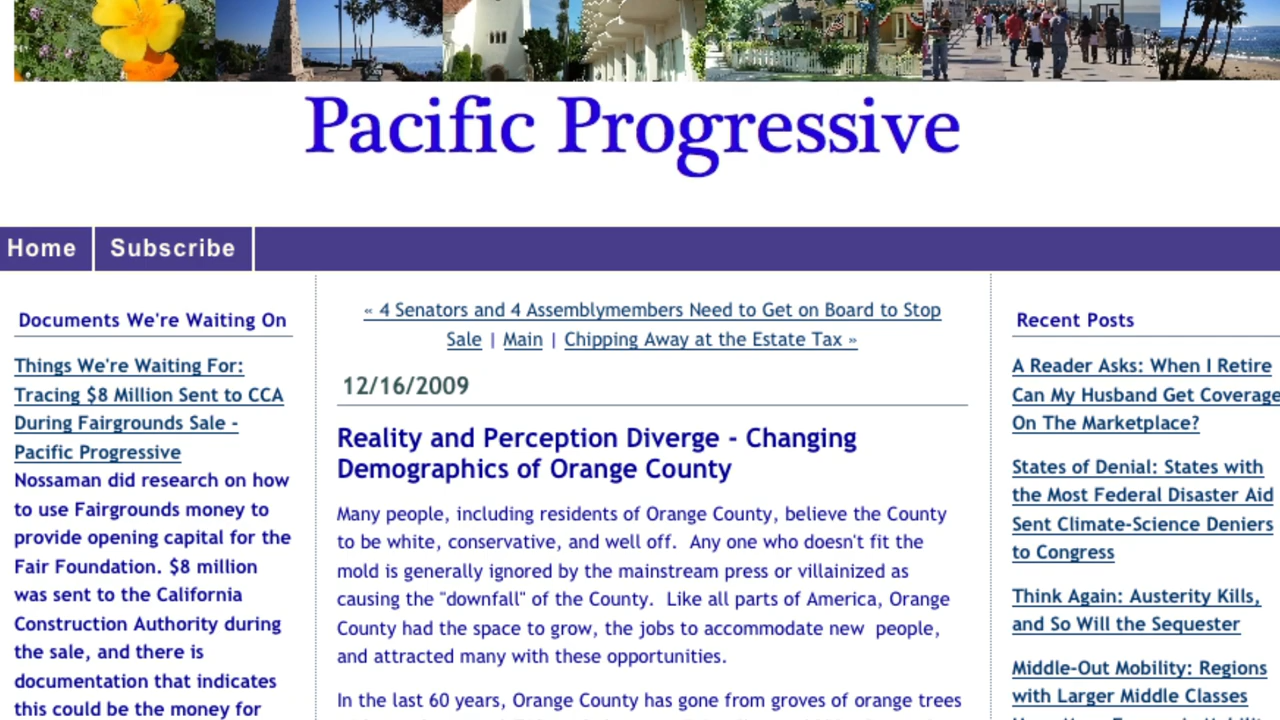 Pacific Progressive
Home
Subscribe
Documents We're Waiting On
Things We're Waiting For:
Tracing $8 Million Sent to CCA
During Fairgrounds Sale -
Pacific Progressive
Nossaman did research on how
to use Fairgrounds money to
provide opening capital for the
Fair Foundation. $8 million
was sent to the California
Construction Authority during
the sale, and there is
documentation that indicates
this could be the money for
« 4 Senators and 4 Assemblymembers Need to Get on Board to Stop
Sale | Main | Chipping Away at the Estate Tax »
12/16/2009
Reality and Perception Diverge - Changing
Demographics of Orange County
Many people, including residents of Orange County, believe the County
to be white, conservative, and well off.  Any one who doesn't fit the
mold is generally ignored by the mainstream press or villainized as
causing the "downfall" of the County.  Like all parts of America, Orange
County had the space to grow, the jobs to accommodate new  people,
and attracted many with these opportunities.
In the last 60 years, Orange County has gone from groves of orange trees
Recent Posts
A Reader Asks: When I Retire
Can My Husband Get Coverage
On The Marketplace?
States of Denial: States with
the Most Federal Disaster Aid
Sent Climate-Science Deniers
to Congress
Think Again: Austerity Kills,
and So Will the Sequester
Middle-Out Mobility: Regions
with Larger Middle Classes